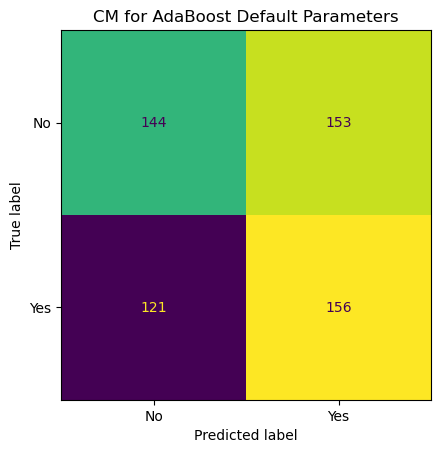 CM for AdaBoost Default Parameters
True label
No
144
153
Yes
121
156
No
Yes
Predicted label